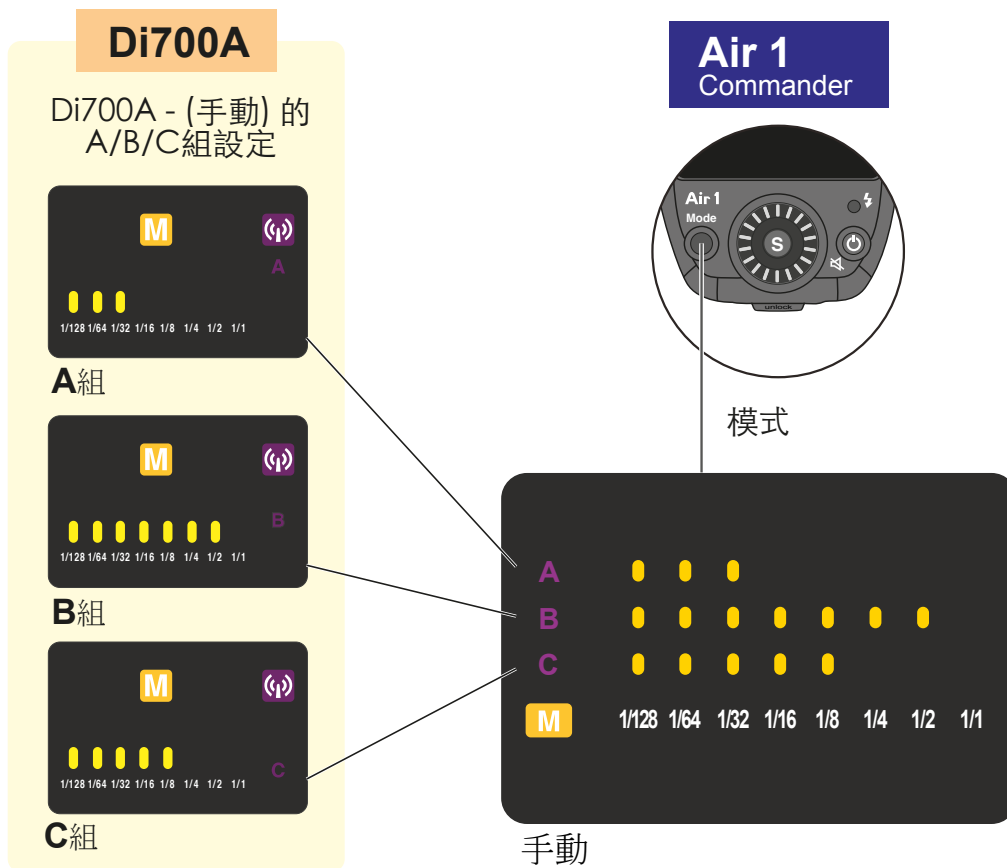 Di700A
Di700A - (手動) 的
A/B/C組設定
M
A
1/128 1/64 1/32 1/16 1/8 1/4 1/2 1/1
A組
M
B
1/128 1/64 1/32 1/16 1/8 1/4 1/2 1/1
B組
M
C
1/128 1/64 1/32 1/16 1/8 1/4 1/2 1/1
C組
Air 1
Commander
Air 1
Mode
S
unlock
模式
A
B
C
M 1/128 1/64 1/32 1/16 1/8 1/4 1/2 1/1
手動